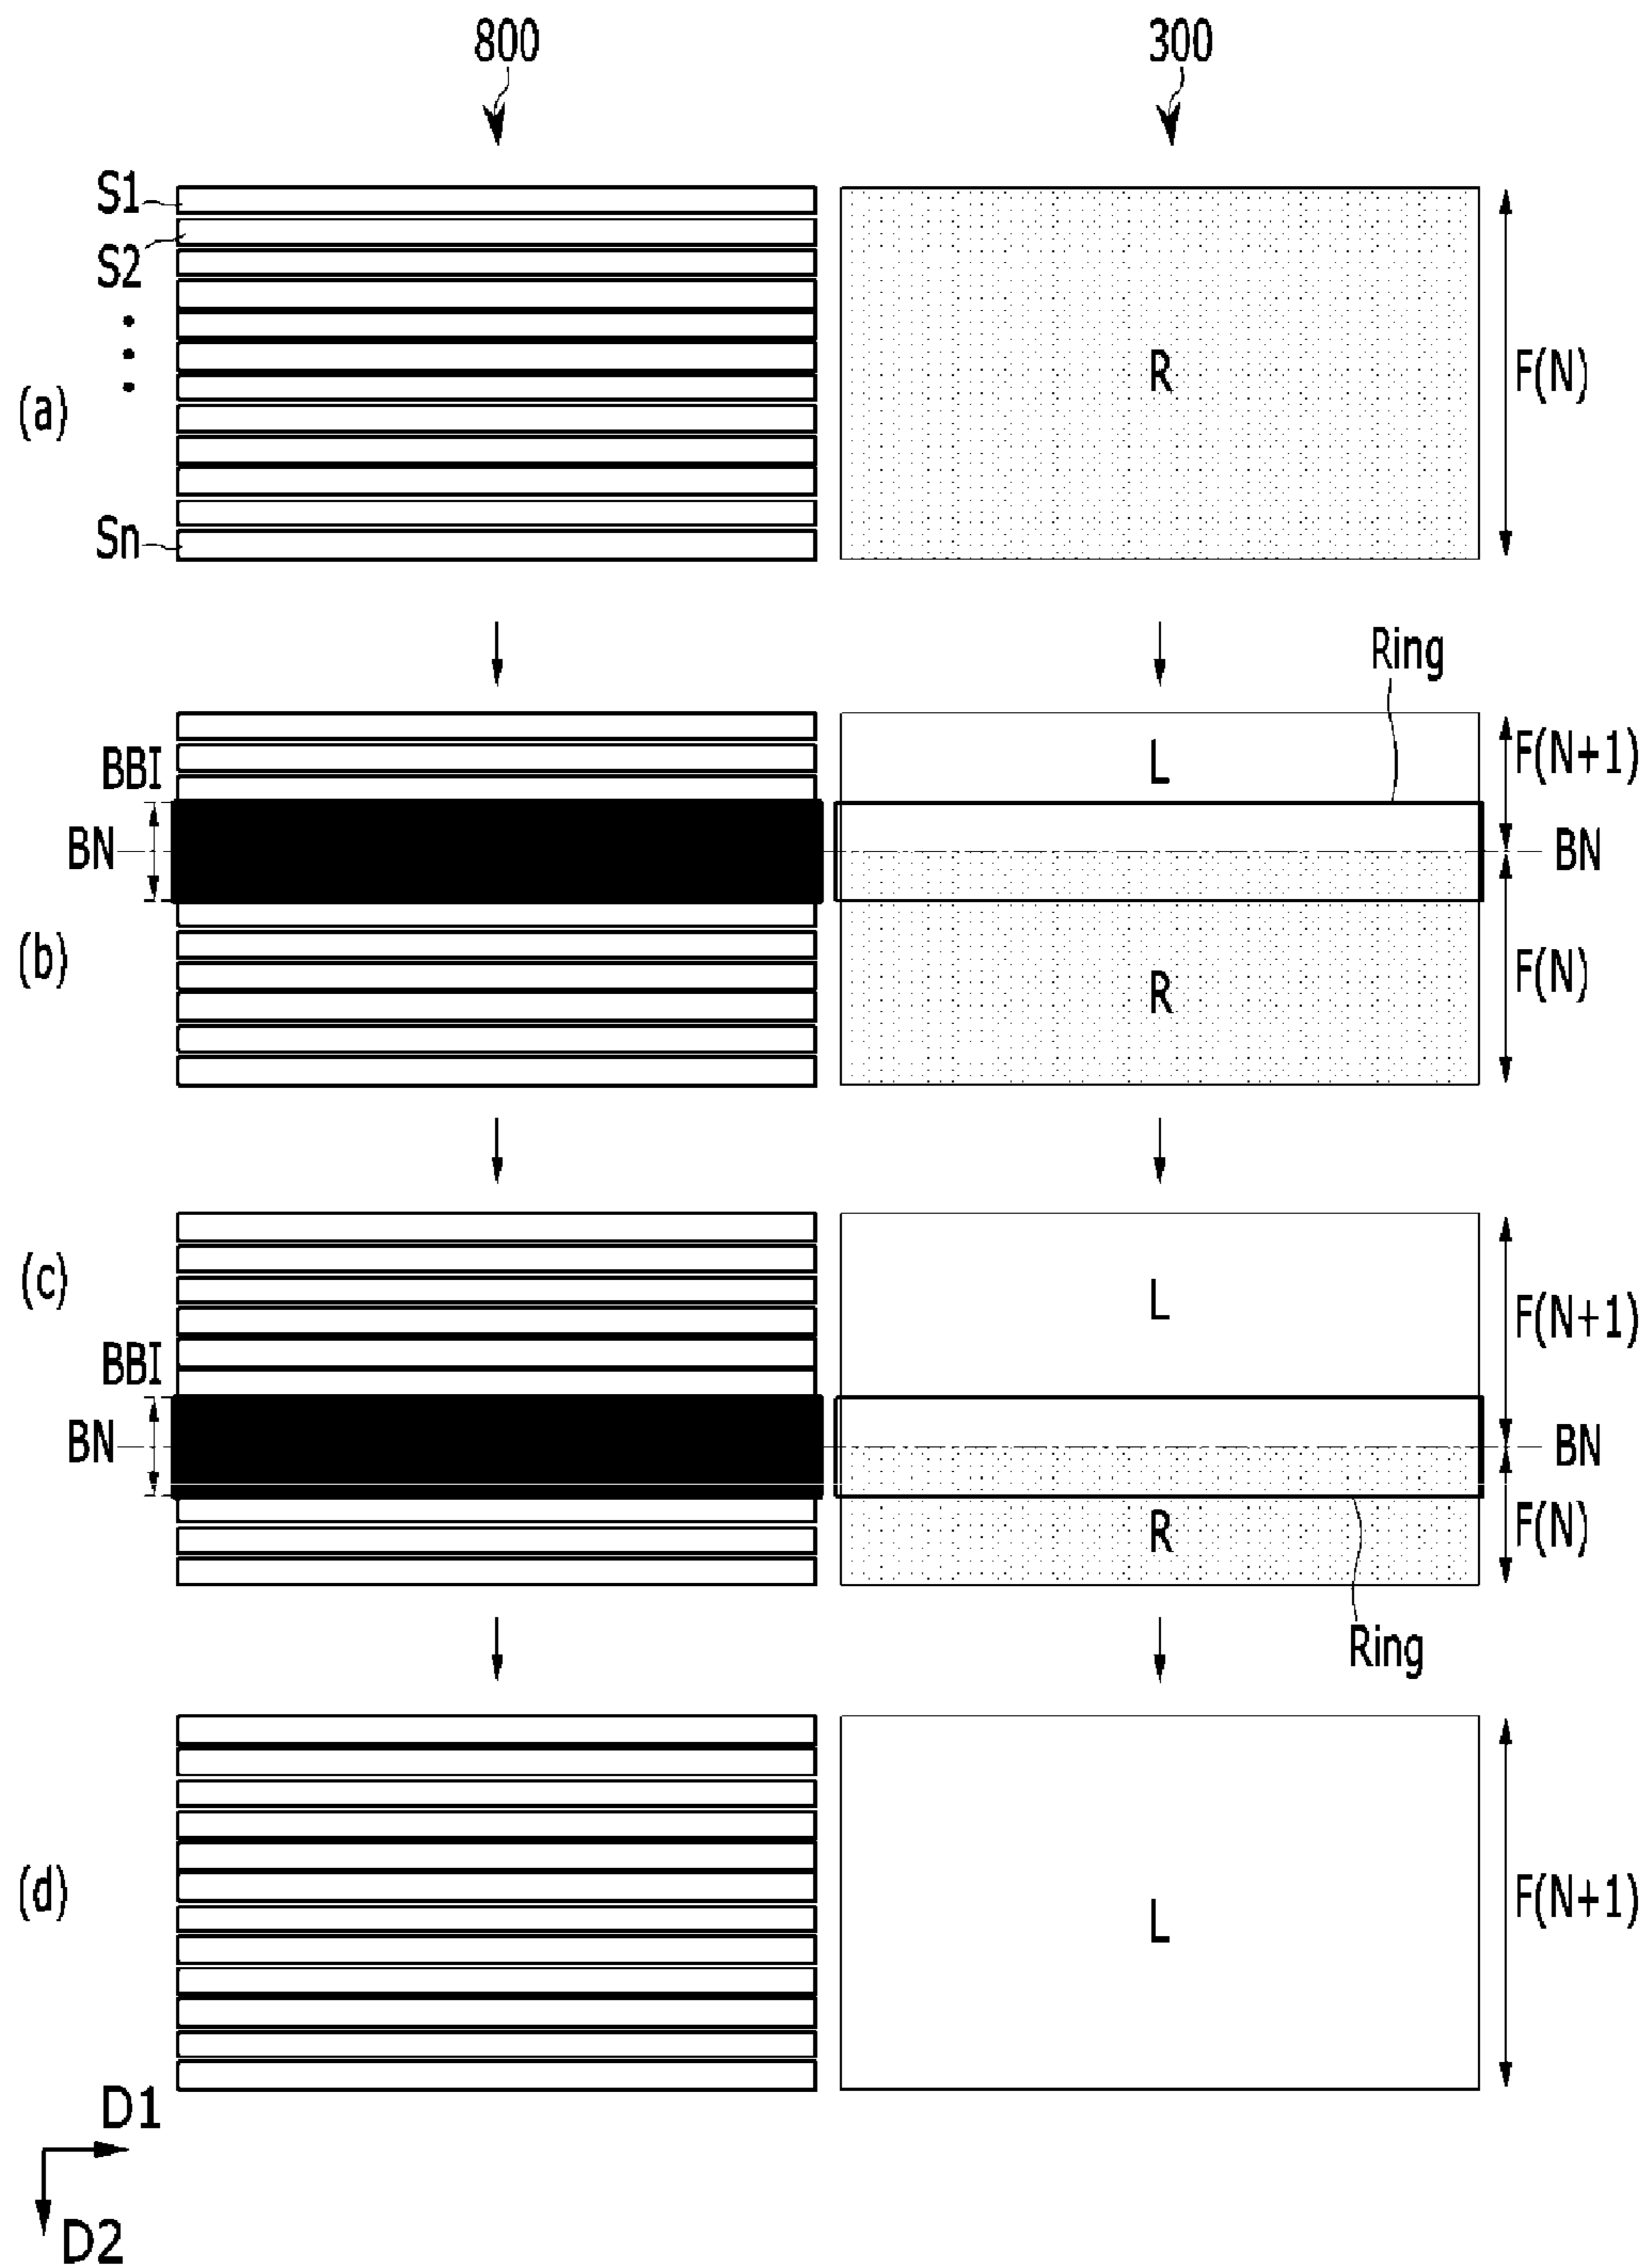 800 300
S1
S2
R
F(N)
(a)
Sn
Ring
L
F(N+1)
BBI
BN
BN
(b)
R
F(N)
(c)
L
F(N+1)
BBI
BN
BN
R
F(N)
Ring
(d)
L
F(N+1)
D1
D2